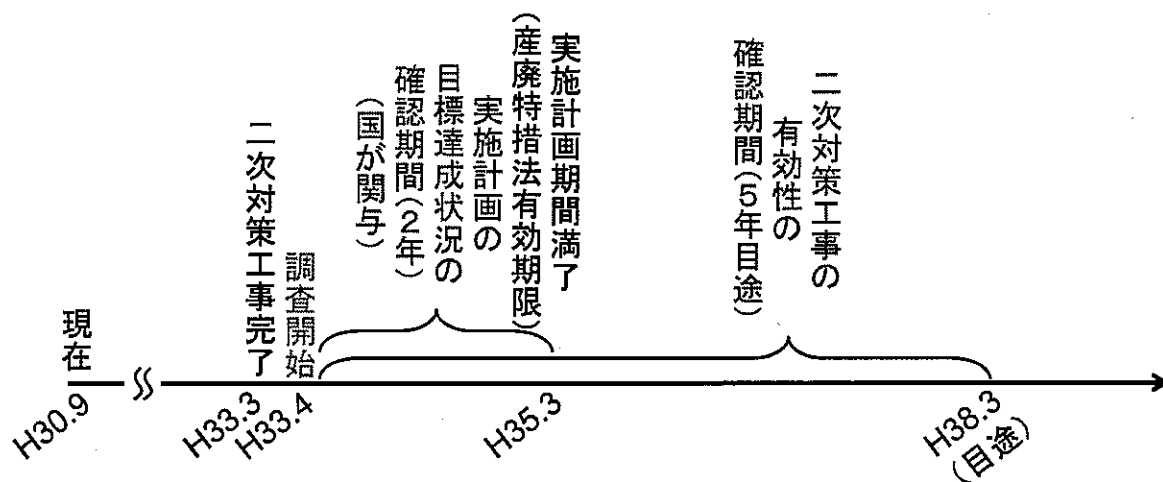 現在
二次対策工事完了
調査開始
実施計画の
目標達成状況の
確認期間(2年)
(国が関与)
実施計画期間満了
(産廃特措法有効期限)
二次対策工事の
有効性の
確認期間(5年目途)
H30.9
H33.3
H33.4
H35.3
H38.3
(目途)